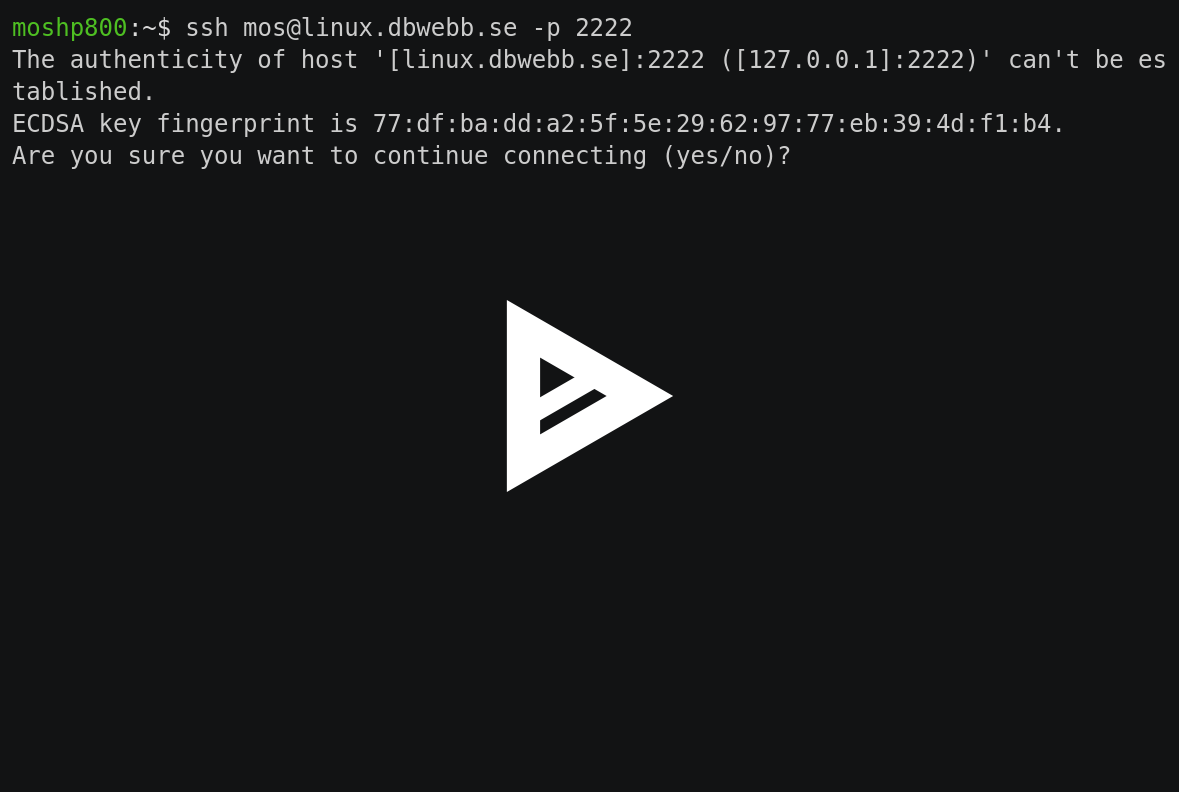 moshp800:~$ ssh mos@linux.dbwebb.se -p 2222
The authenticity of host '[linux.dbwebb.se]:2222 ([127.0.0.1]:2222)' can't be es
tablished.
ECDSA key fingerprint is 77:df:ba:dd:a2:5f:5e:29:62:97:77:eb:39:4d:f1:b4.
Are you sure you want to continue connecting (yes/no)?